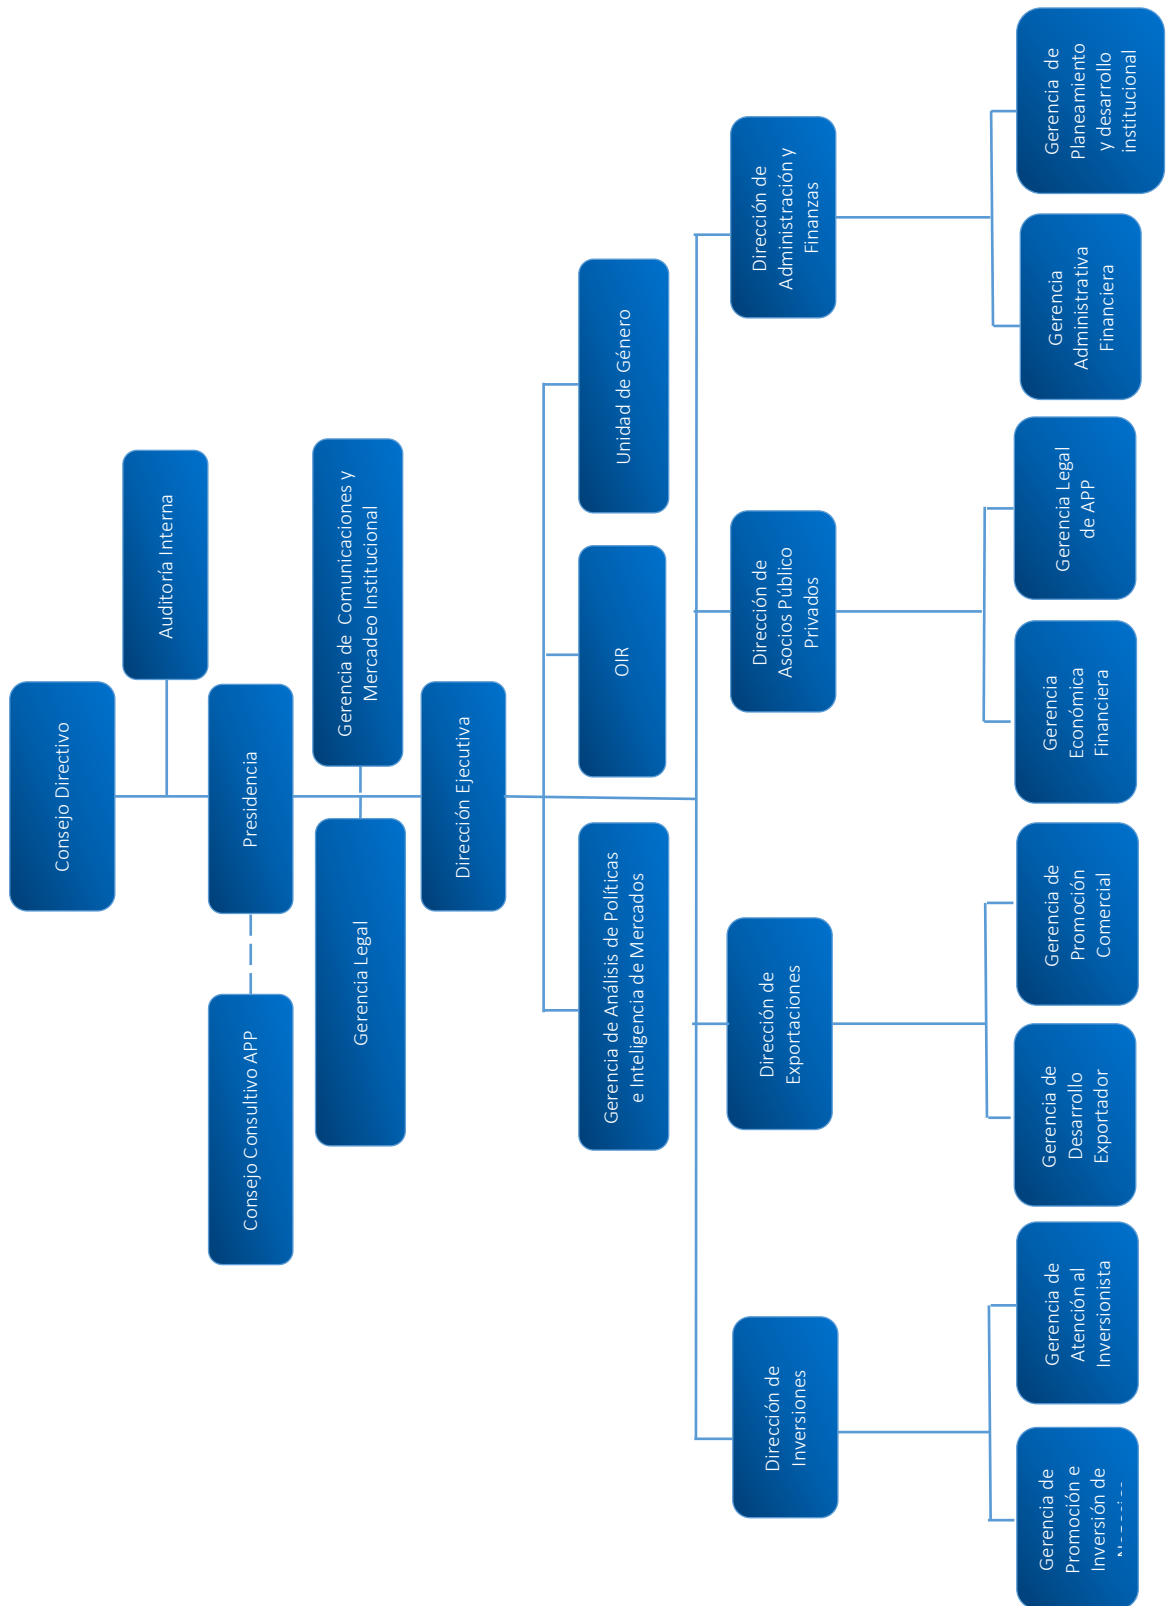 Consejo Directivo
Auditoría Interna
Consejo Consultivo APP
Presidencia
Gerencia Legal
Gerencia de Comunicaciones y
Mercadeo Institucional
Dirección Ejecutiva
Gerencia de Análisis de Políticas
e Inteligencia de Mercados
OIR
Unidad de Género
Dirección de
Inversiones
Dirección de
Exportaciones
Dirección de
Asocios Público
Privados
Dirección de
Administración y
Finanzas
Gerencia de
Promoción e
Inversión de
Gerencia de
Atención al
Inversionista
Gerencia de
Desarrollo
Exportador
Gerencia de
Promoción
Comercial
Gerencia
Económica
Financiera
Gerencia Legal
de APP
Gerencia
Administrativa
Financiera
Gerencia de
Planeamiento
y desarrollo
institucional